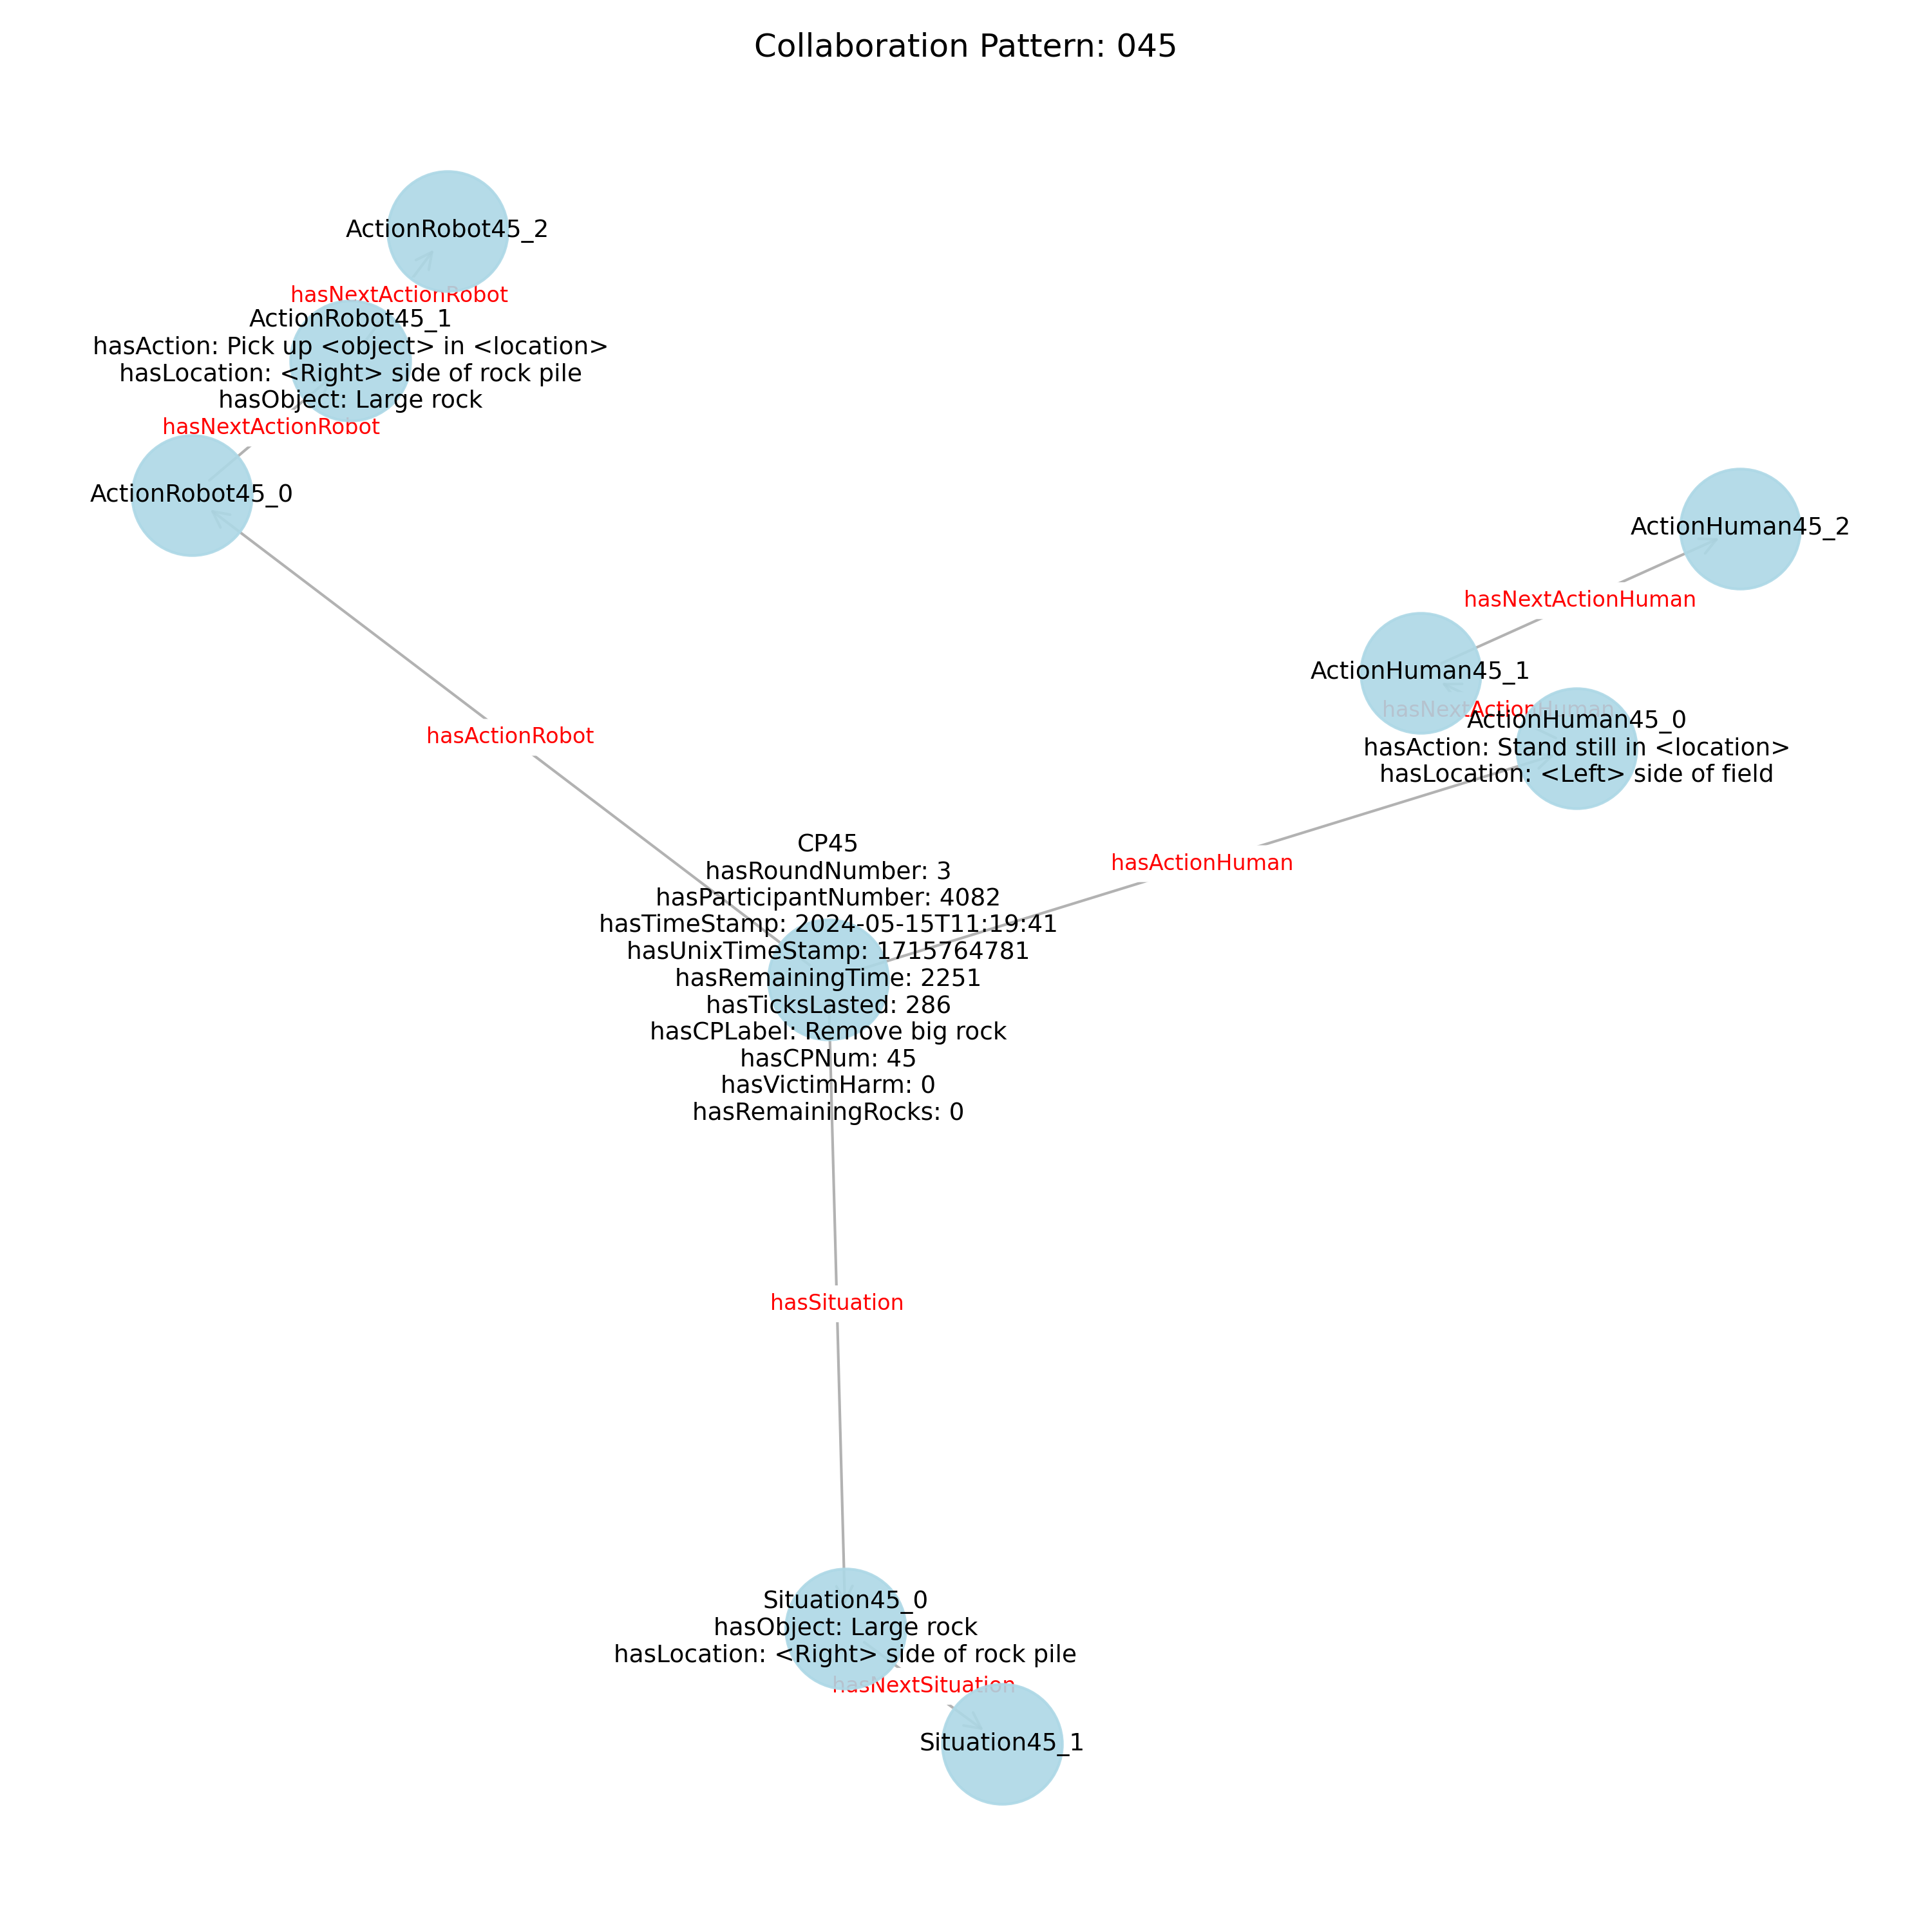 Collaboration Pattern: 045
ActionRobot45_2
hasNextActionRobot
ActionRobot45_1
hasAction: Pick up <object> in <location>
hasLocation: <Right> side of rock pile
hasObject: Large rock
hasNextActionRobot
ActionRobot45_0
ActionHuman45_2
hasNextActionHuman
ActionHuman45_1
hasNextActionHuman
ActionHuman45_0
hasAction: Stand still in <location>
hasLocation: <Left> side of field
hasActionRobot
hasActionHuman
CP45
hasRoundNumber: 3
hasParticipantNumber: 4082
hasTimeStamp: 2024-05-15T11:19:41
hasUnixTimeStamp: 1715764781
hasRemainingTime: 2251
hasTicksLasted: 286
hasCPLabel: Remove big rock
hasCPNum: 45
hasVictimHarm: 0
hasRemainingRocks: 0
hasSituation
Situation45_0
hasObject: Large rock
hasLocation: <Right> side of rock pile
hasNextSituation
Situation45_1